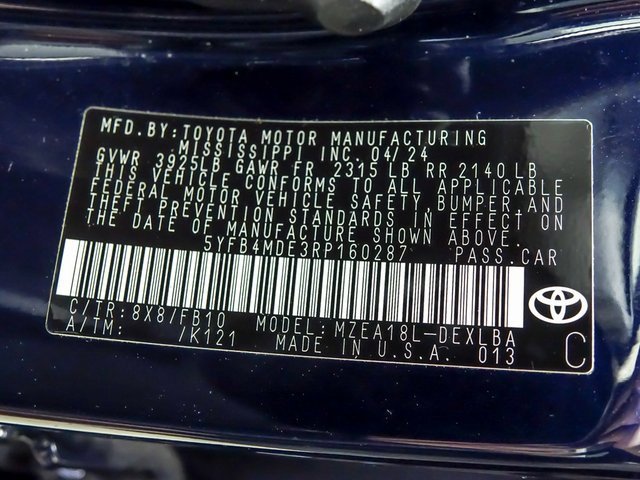 MFD.BY:TOYOTA MOTOR MANUFACTURING
MISSISSIPPI, INC. 04/24
GVWR 3925LB GAWR FR 2315 LB RR 2140 LB
THIS VEHICLE CONFORMS TO ALL APPLICABLE
FEDERAL MOTOR VEHICLE SAFETY, BUMPER, AND
THEFT PREVENTION STANDARDS IN EFFECT ON
THE DATE OF MANUFACTURE SHOWN ABOVE.
5YFB4MDE3RP160287 PASS.CAR
C/TR:8X8/FB10 MODEL: MZEA18L-DEXLBA
A/TM: /K121 MADE IN U.S.A. 013
C